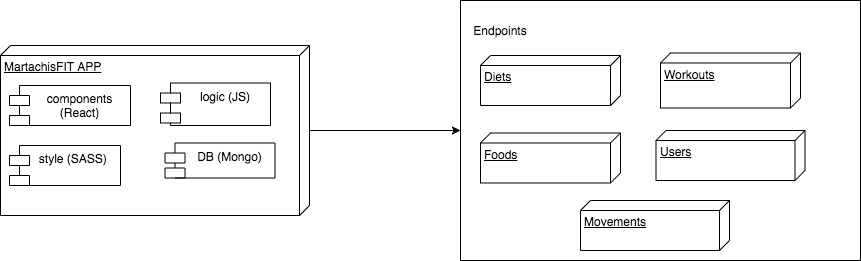 MartachisFIT APP
components
(React)
logic (JS)
style (SASS)
DB (Mongo)
Endpoints
Diets
Workouts
Foods
Users
Movements